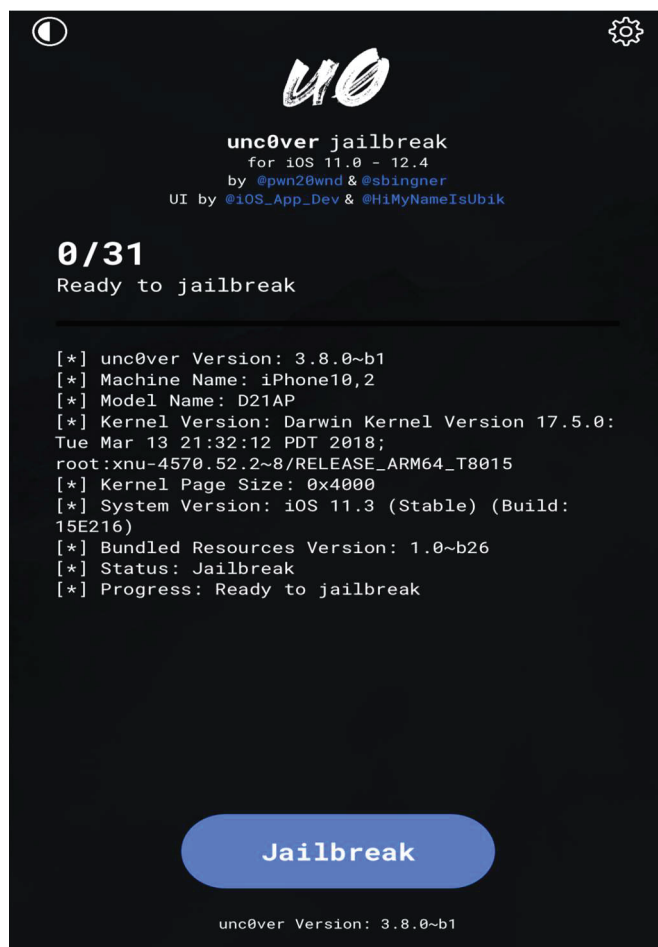 u0
unc0ver jailbreak
for iOS 11.0 - 12.4
by @pwn20wnd & @sbingner
UI by @iOS_App_Dev & @HiMyNameIsUbik
0/31
Ready to jailbreak
[*] unc0ver Version: 3.8.0~b1
[*] Machine Name: iPhone10,2
[*] Model Name: D21AP
[*] Kernel Version: Darwin Kernel Version 17.5.0:
Tue Mar 13 21:32:12 PDT 2018;
root:xnu-4570.52.2~8/RELEASE_ARM64_T8015
[*] Kernel Page Size: 0x4000
[*] System Version: iOS 11.3 (Stable) (Build:
15E216)
[*] Bundled Resources Version: 1.0~b26
[*] Status: Jailbreak
[*] Progress: Ready to jailbreak
Jailbreak
unc0ver Version: 3.8.0~b1